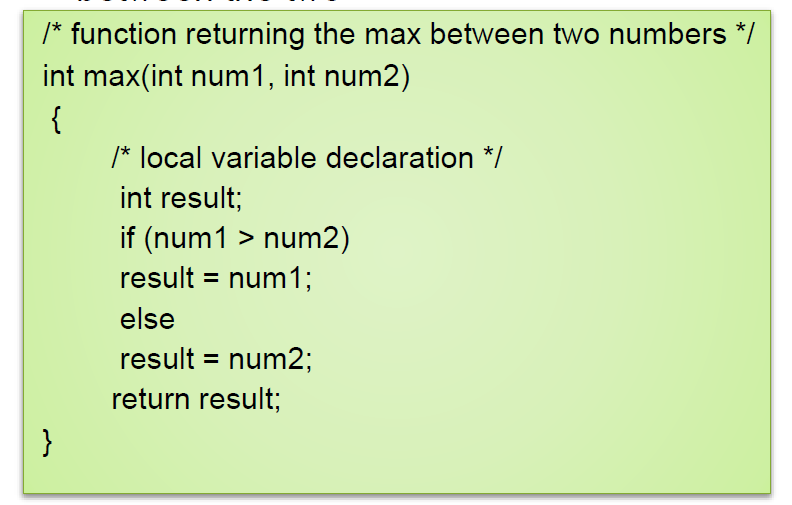 /* function returning the max between two numbers */
int max(int num1, int num2)
{
/* local variable declaration */
int result;
if (num1 > num2)
result = num1;
else
result = num2;
return result;
}